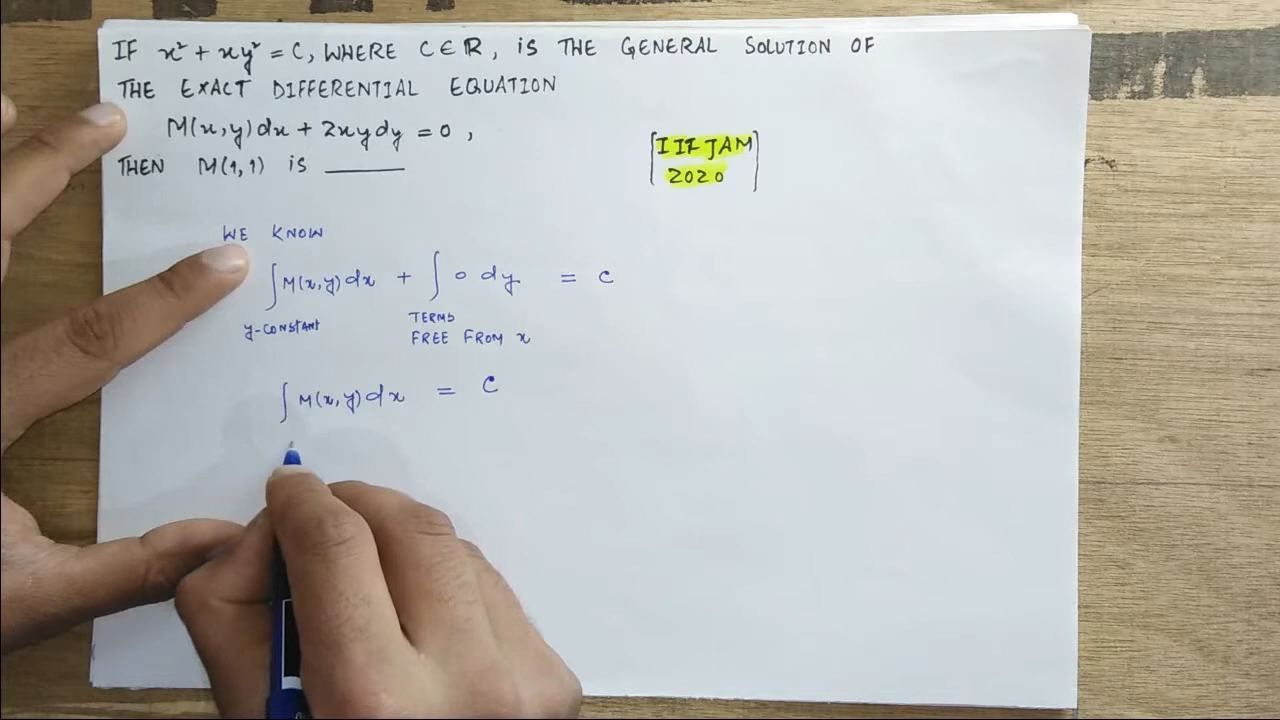 IF x² + xy² = C, WHERE C ∈ ℝ, is THE GENERAL SOLUTION OF
THE EXACT DIFFERENTIAL EQUATION
M(x,y)dx + 2xydy = 0 ,
THEN M(1,1) is ______
[IIT JAM
2020]
WE KNOW
∫M(x,y)dx + ∫ 0 dy = C
y-CONSTANT TERMS
FREE FROM x
∫ M(x,y)dx = C